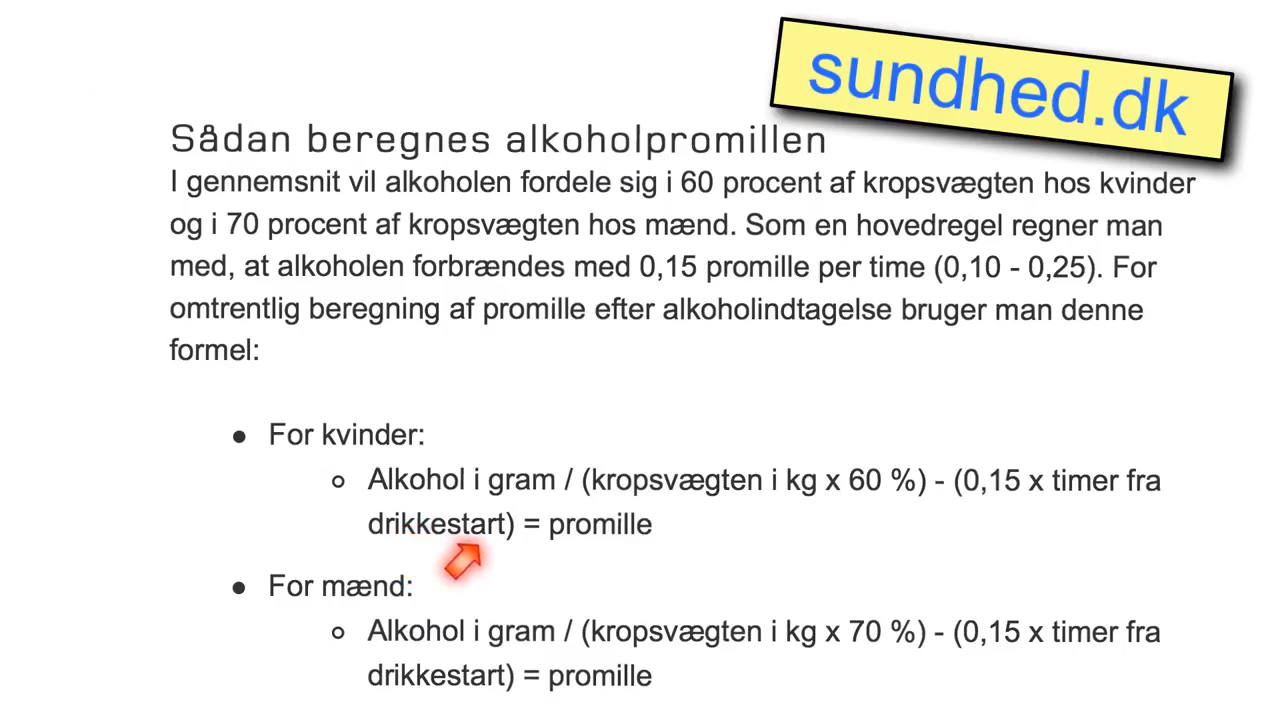 sundhed.dk
Sådan beregnes alkoholpromillen
I gennemsnit vil alkoholen fordele sig i 60 procent af kropsvægten hos kvinder
og i 70 procent af kropsvægten hos mænd. Som en hovedregel regner man
med, at alkoholen forbrændes med 0,15 promille per time (0,10 - 0,25). For
omtrentlig beregning af promille efter alkoholindtagelse bruger man denne
formel:
● For kvinder:
○ Alkohol i gram / (kropsvægten i kg x 60 %) - (0,15 x timer fra
drikkestart) = promille
● For mænd:
○ Alkohol i gram / (kropsvægten i kg x 70 %) - (0,15 x timer fra
drikkestart) = promille